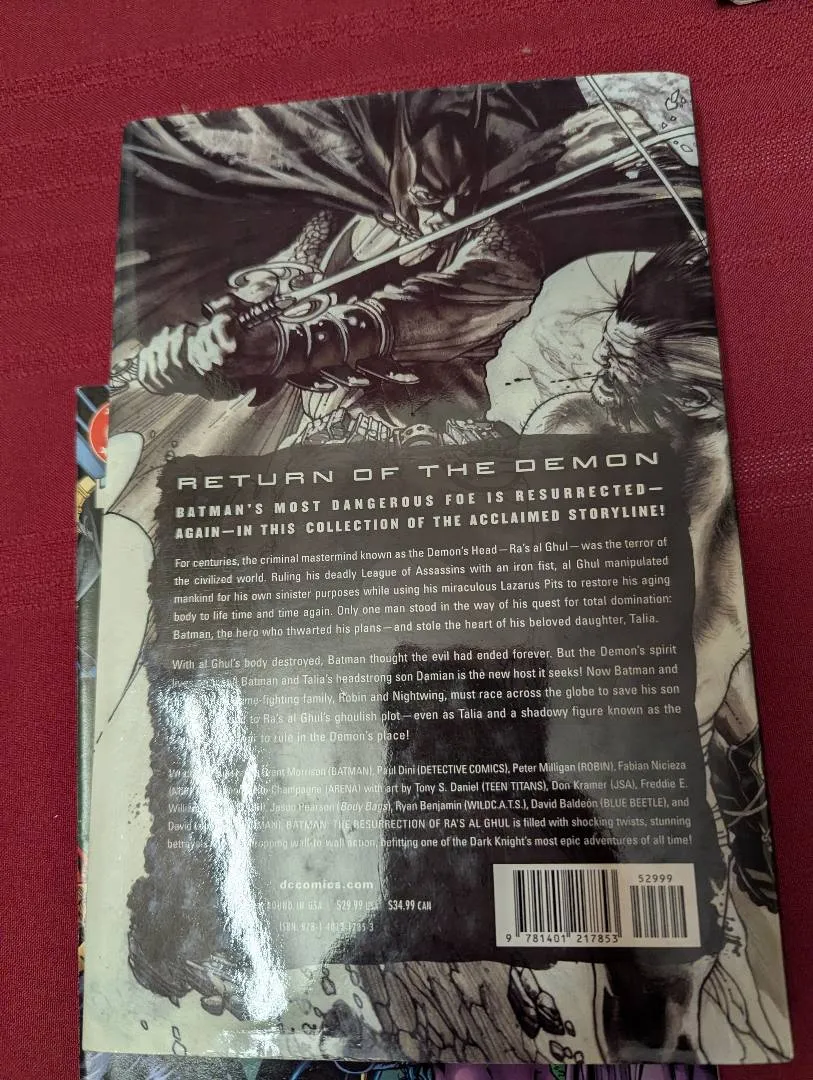 RETURN OF THE DEMON
BATMAN'S MOST DANGEROUS FOE IS RESURRECTED—
AGAIN—IN THIS COLLECTION OF THE ACCLAIMED STORYLINE!
For centuries, the criminal mastermind known as the Demon's Head—Ra's al Ghul—was the terror of
the civilized world. Ruling his deadly League of Assassins with an iron fist, al Ghul manipulated
mankind for his own sinister purposes while using his miraculous Lazarus Pits to restore his aging
body to life time and time again. Only one man stood in the way of his quest for total domination:
Batman, the hero who thwarted his plans—and stole the heart of his beloved daughter, Talia.
With al Ghul's body destroyed, Batman thought the evil had ended forever. But the Demon's spirit
Batman and Talia's headstrong son Damian is the new host it seeks! Now Batman and
Robin and Nightwing, must race across the globe to save his son
to Ra's al Ghul's ghoulish plot—even as Talia and a shadowy figure known as the
to rule in the Demon's place!
Grant Morrison (BATMAN), Paul Dini (DETECTIVE COMICS), Peter Milligan (ROBIN), Fabian Nicieza
Champagne (ARENA) with art by Tony S. Daniel (TEEN TITANS), Don Kramer (JSA), Freddie E.
Jason Pearson (Body Bags), Ryan Benjamin (WILDC.A.T.S.), David Baldeón (BLUE BEETLE), and
David BATMAN: THE RESURRECTION OF RA'S AL GHUL is filled with shocking twists, stunning
wall-to-wall action, befitting one of the Dark Knight's most epic adventures of all time!
dccomics.com
IN USA $29.99 USA $34.99 CAN
52999
9 781401 217853